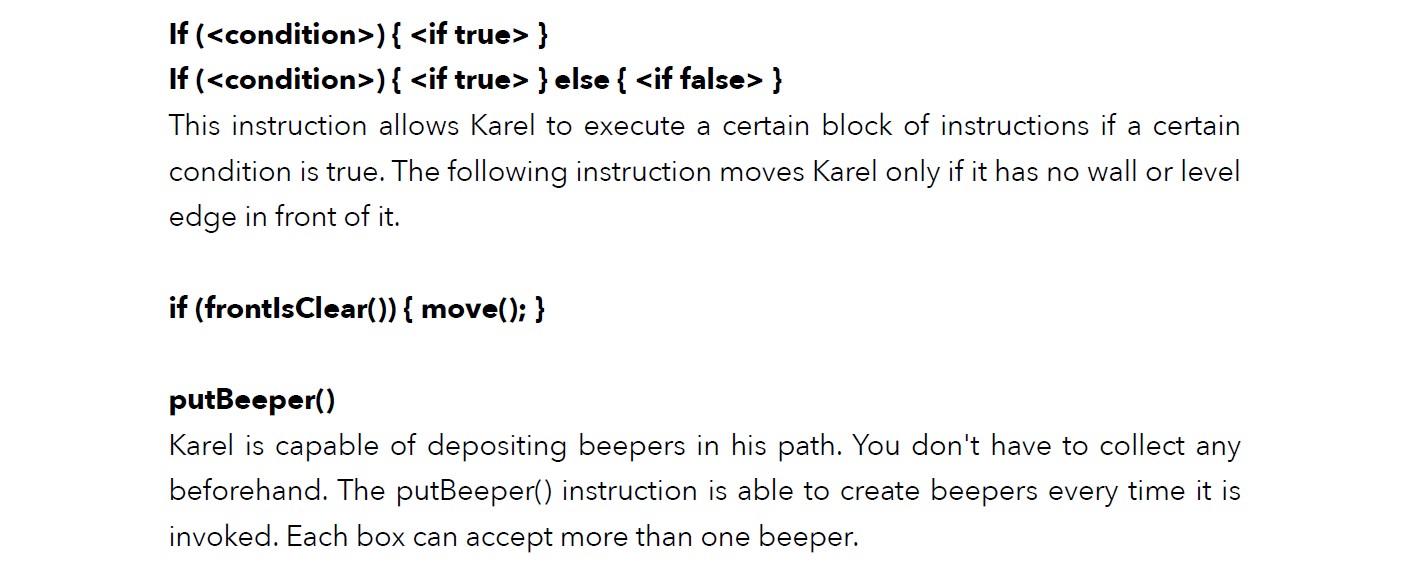 If (<condition>) { <if true> }
If (<condition>) { <if true> } else { <if false> }
This instruction allows Karel to execute a certain block of instructions if a certain
condition is true. The following instruction moves Karel only if it has no wall or level
edge in front of it.
if (frontIsClear()) { move(); }
putBeeper()
Karel is capable of depositing beepers in his path. You don't have to collect any
beforehand. The putBeeper() instruction is able to create beepers every time it is
invoked. Each box can accept more than one beeper.